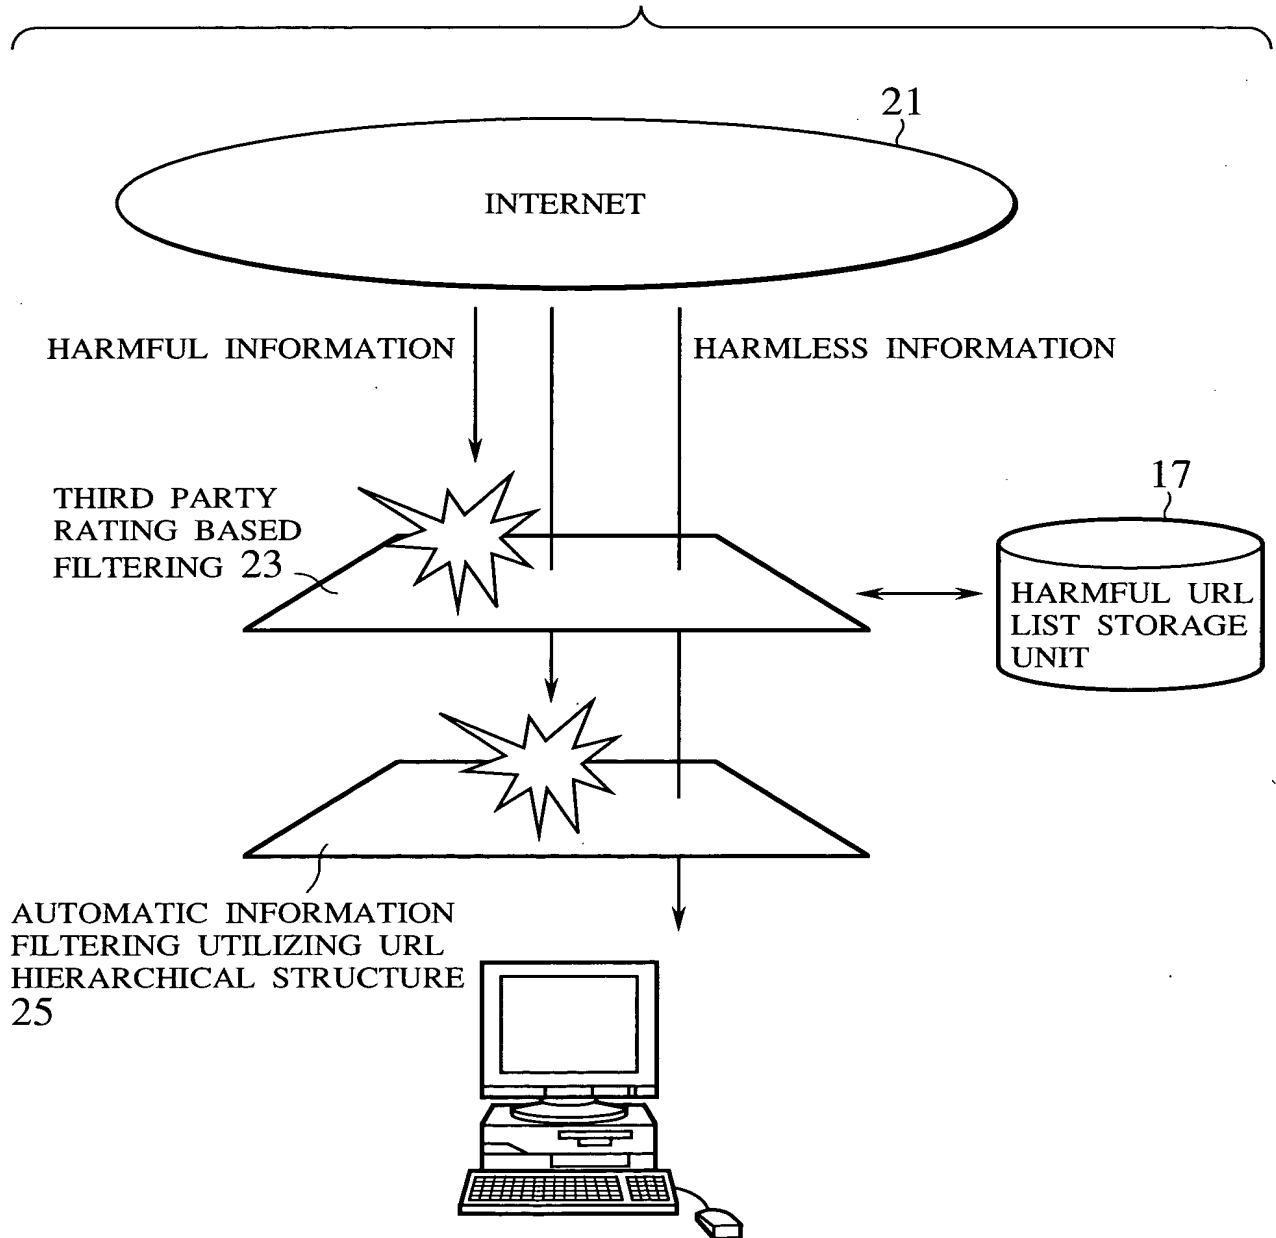 21
INTERNET
HARMFUL INFORMATION
HARMLESS INFORMATION
THIRD PARTY
RATING BASED
FILTERING 23
17
HARMFUL URL
LIST STORAGE
UNIT
AUTOMATIC INFORMATION
FILTERING UTILIZING URL
HIERARCHICAL STRUCTURE
25